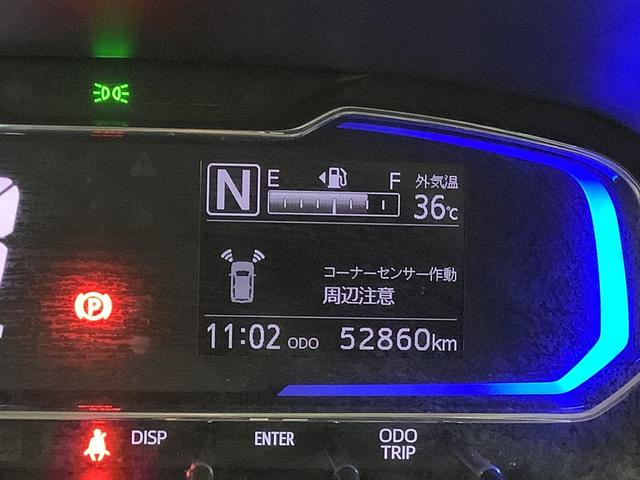 N
E F 外気温
36℃
コーナーセンサー作動
周辺注意
P
11:02 ODO 52860km
DISP ENTER ODO
TRIP